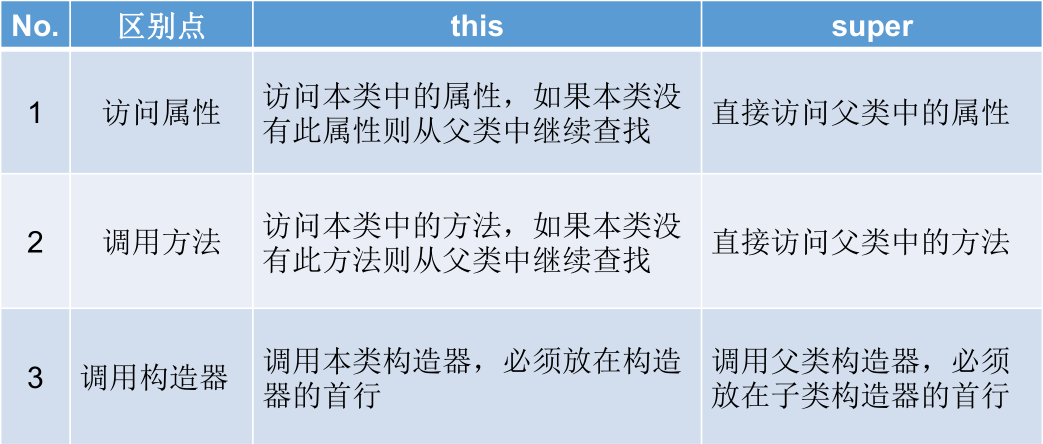 No. 区别点 this super
1 访问属性 访问本类中的属性，如果本类没有此属性则从父类中继续查找 直接访问父类中的属性
2 调用方法 访问本类中的方法，如果本类没有此方法则从父类中继续查找 直接访问父类中的方法
3 调用构造器 调用本类构造器，必须放在构造器的首行 调用父类构造器，必须放在子类构造器的首行